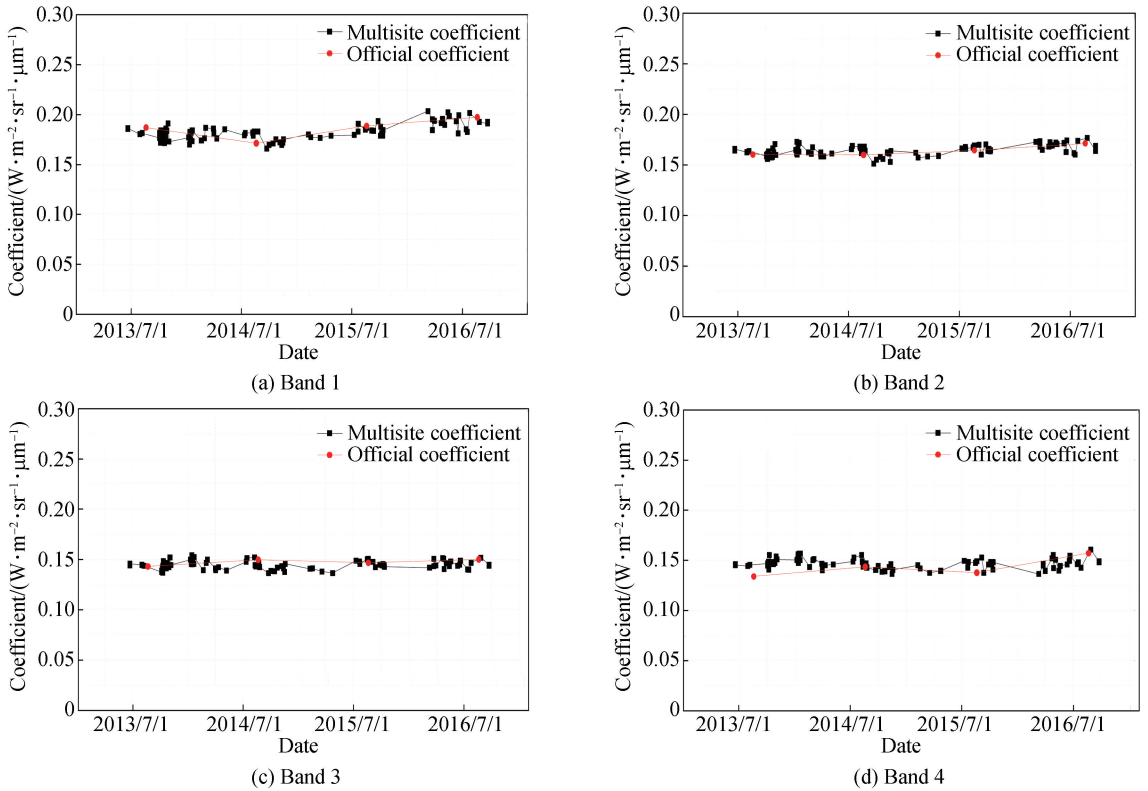 0.30
0.25
0.20
0.15
0.10
0.05
0
Coefficient/(W·m⁻²·sr⁻¹·μm⁻¹)
Multisite coefficient
Official coefficient
2013/7/1 2014/7/1 2015/7/1 2016/7/1
Date
(a) Band 1
0.30
0.25
0.20
0.15
0.10
0.05
0
Coefficient/(W·m⁻²·sr⁻¹·μm⁻¹)
Multisite coefficient
Official coefficient
2013/7/1 2014/7/1 2015/7/1 2016/7/1
Date
(b) Band 2
0.30
0.25
0.20
0.15
0.10
0.05
0
Coefficient/(W·m⁻²·sr⁻¹·μm⁻¹)
Multisite coefficient
Official coefficient
2013/7/1 2014/7/1 2015/7/1 2016/7/1
Date
(c) Band 3
0.30
0.25
0.20
0.15
0.10
0.05
0
Coefficient/(W·m⁻²·sr⁻¹·μm⁻¹)
Multisite coefficient
Official coefficient
2013/7/1 2014/7/1 2015/7/1 2016/7/1
Date
(d) Band 4